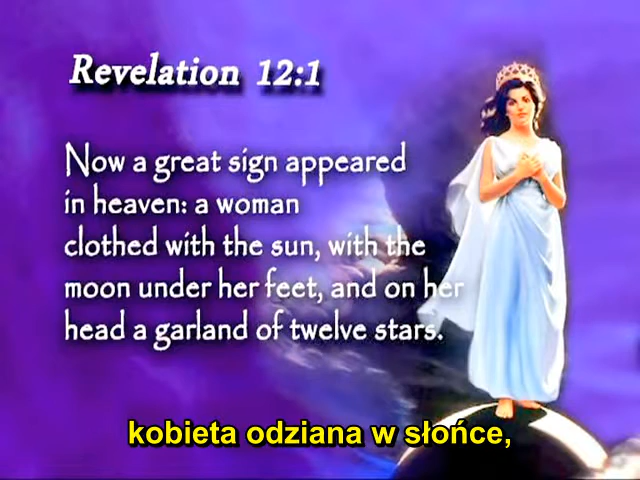 Revelation 12:1
Now a great sign appeared
in heaven: a woman
clothed with the sun, with the
moon under her feet, and on her
head a garland of twelve stars.
kobieta odziana w słońce,